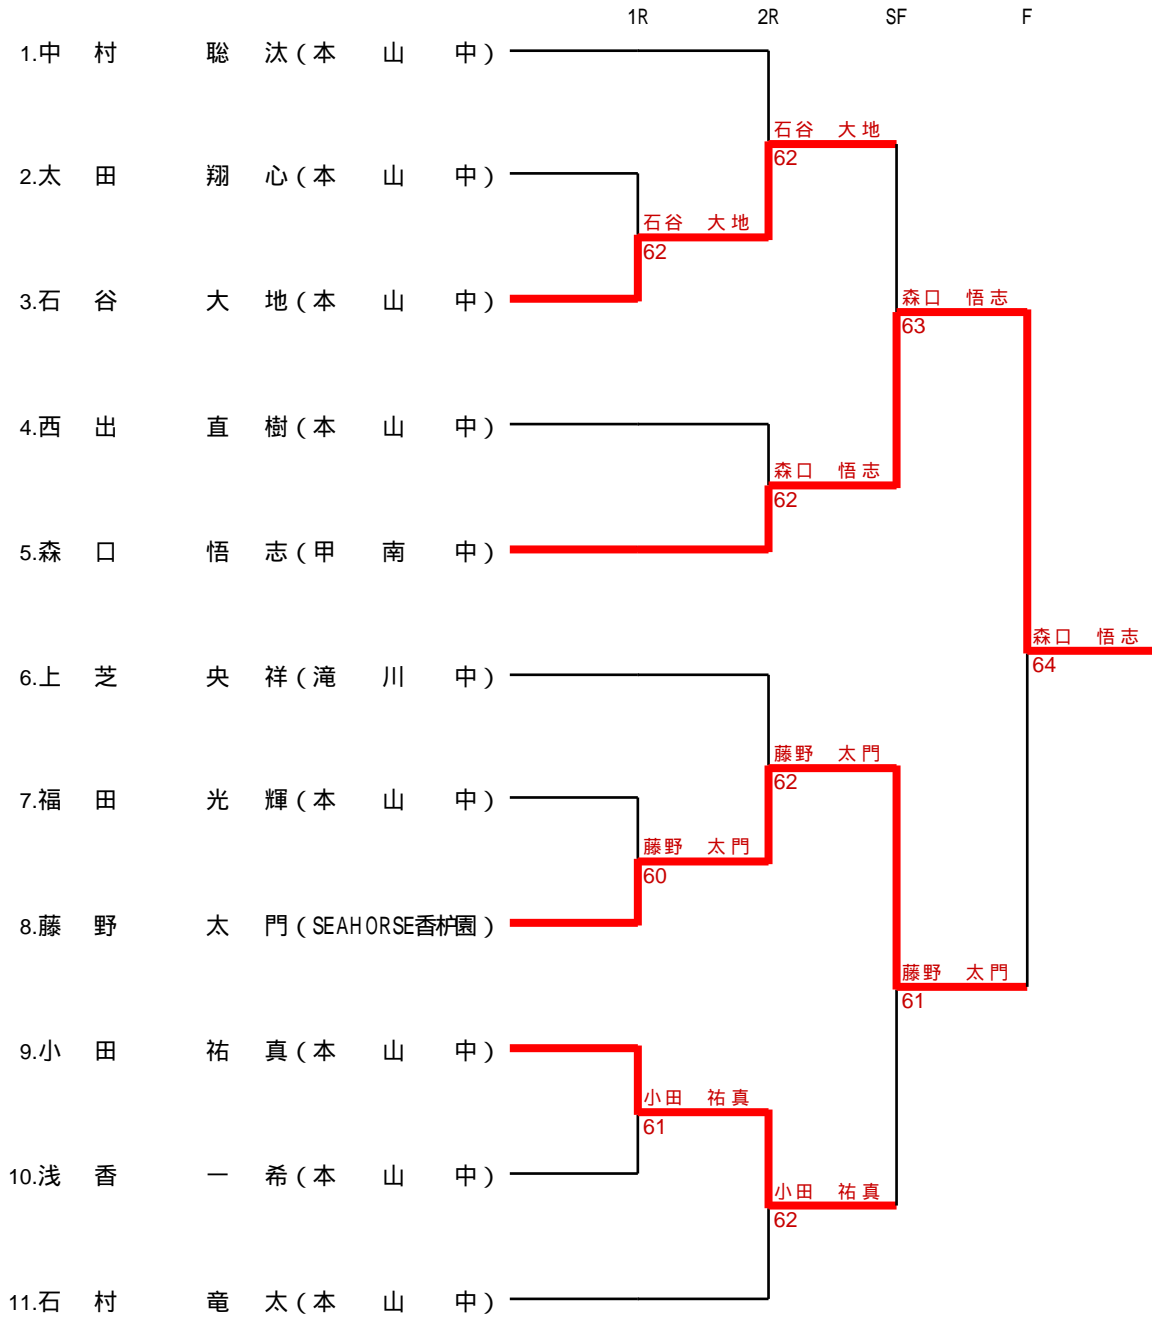 1R 2R SF F
1.中 村 聡 汰(本 山 中)
石谷 大地
62
2.太 田 翔 心(本 山 中)
石谷 大地
62
3.石 谷 大 地(本 山 中)
森口 悟志
63
4.西 出 直 樹(本 山 中)
森口 悟志
62
5.森 口 悟 志(甲 南 中)
森口 悟志
64
6.上 芝 央 祥(滝 川 中)
藤野 太門
62
7.福 田 光 輝(本 山 中)
藤野 太門
60
8.藤 野 太 門(SEAHORSE香枦園)
藤野 太門
61
9.小 田 祐 真(本 山 中)
小田 祐真
61
10.浅 香 一 希(本 山 中)
小田 祐真
62
11.石 村 竜 太(本 山 中)